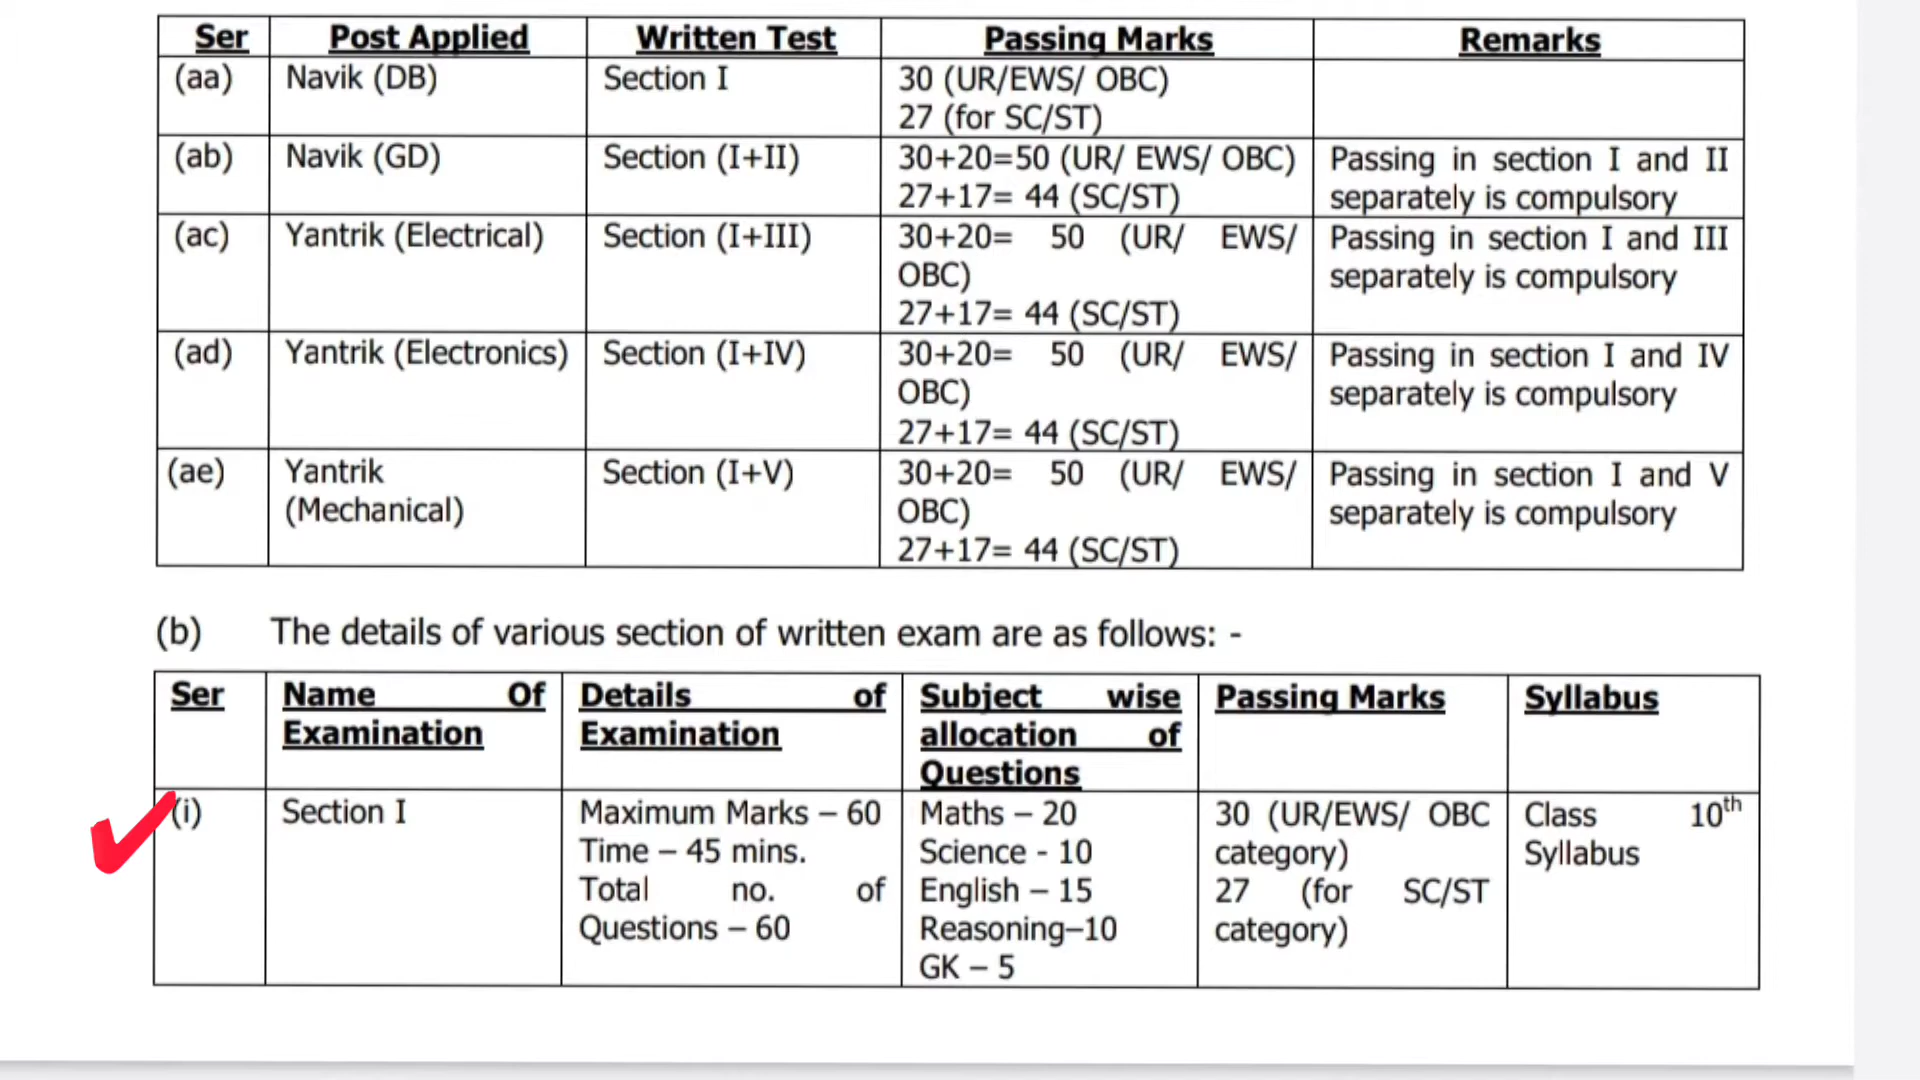 Ser Post Applied Written Test Passing Marks Remarks
(aa) Navik (DB) Section I 30 (UR/EWS/ OBC)
27 (for SC/ST)
(ab) Navik (GD) Section (I+II) 30+20=50 (UR/ EWS/ OBC) Passing in section I and II
27+17= 44 (SC/ST) separately is compulsory
(ac) Yantrik (Electrical) Section (I+III) 30+20= 50 (UR/ EWS/ Passing in section I and III
OBC) separately is compulsory
27+17= 44 (SC/ST)
(ad) Yantrik (Electronics) Section (I+IV) 30+20= 50 (UR/ EWS/ Passing in section I and IV
OBC) separately is compulsory
27+17= 44 (SC/ST)
(ae) Yantrik Section (I+V) 30+20= 50 (UR/ EWS/ Passing in section I and V
(Mechanical) OBC) separately is compulsory
27+17= 44 (SC/ST)
(b) The details of various section of written exam are as follows: -
Ser Name Of Details of Subject wise Passing Marks Syllabus
Examination Examination allocation of
Questions
(i) Section I Maximum Marks – 60 Maths – 20 30 (UR/EWS/ OBC Class 10th
Time – 45 mins. Science - 10 category) Syllabus
Total no. of English – 15 27 (for SC/ST
Questions – 60 Reasoning–10 category)
GK – 5